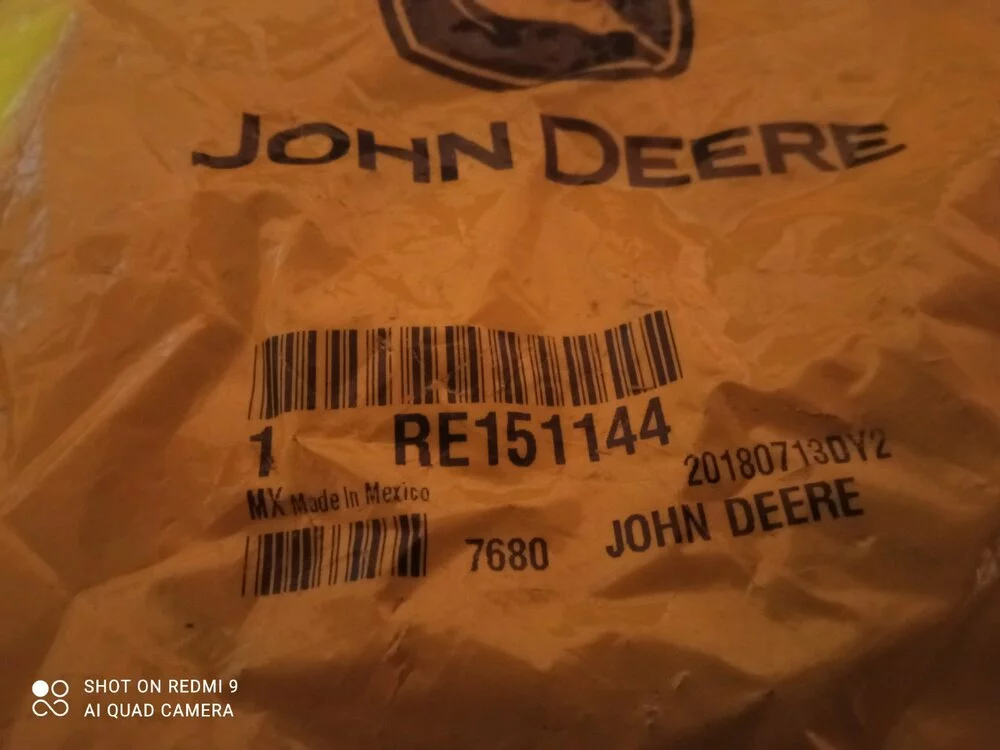 JOHN DEERE
1 RE151144
20180713DY2
MX Made In Mexico
7680 JOHN DEERE
SHOT ON REDMI 9
AI QUAD CAMERA